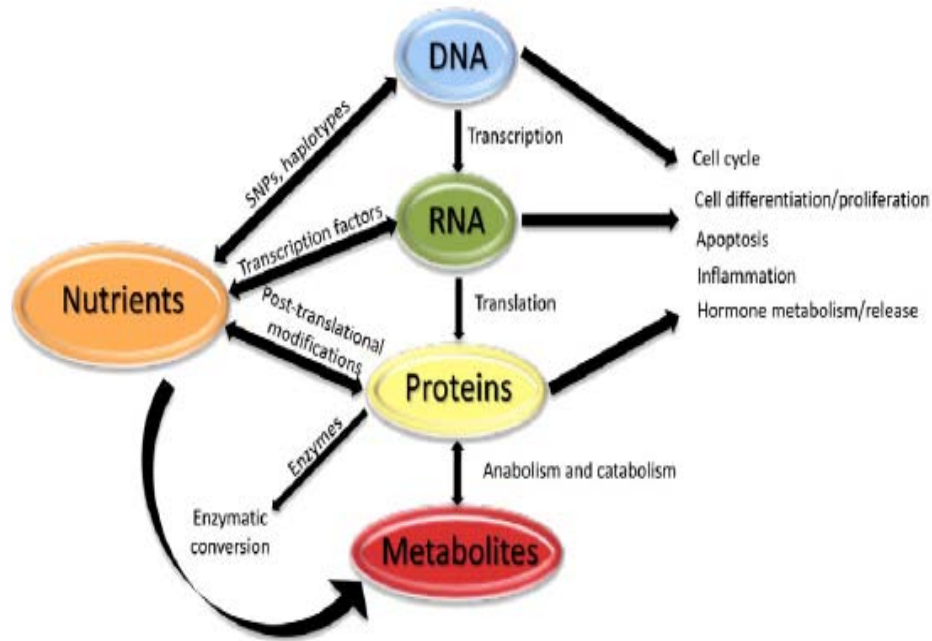 DNA
SNPs, haplotypes
Transcription
Cell cycle
Cell differentiation/proliferation
RNA
Transcription factors
Apoptosis
Inflammation
Nutrients
Post-translational
modifications
Translation
Hormone metabolism/release
Proteins
Enzymes
Anabolism and catabolism
Enzymatic
conversion
Metabolites